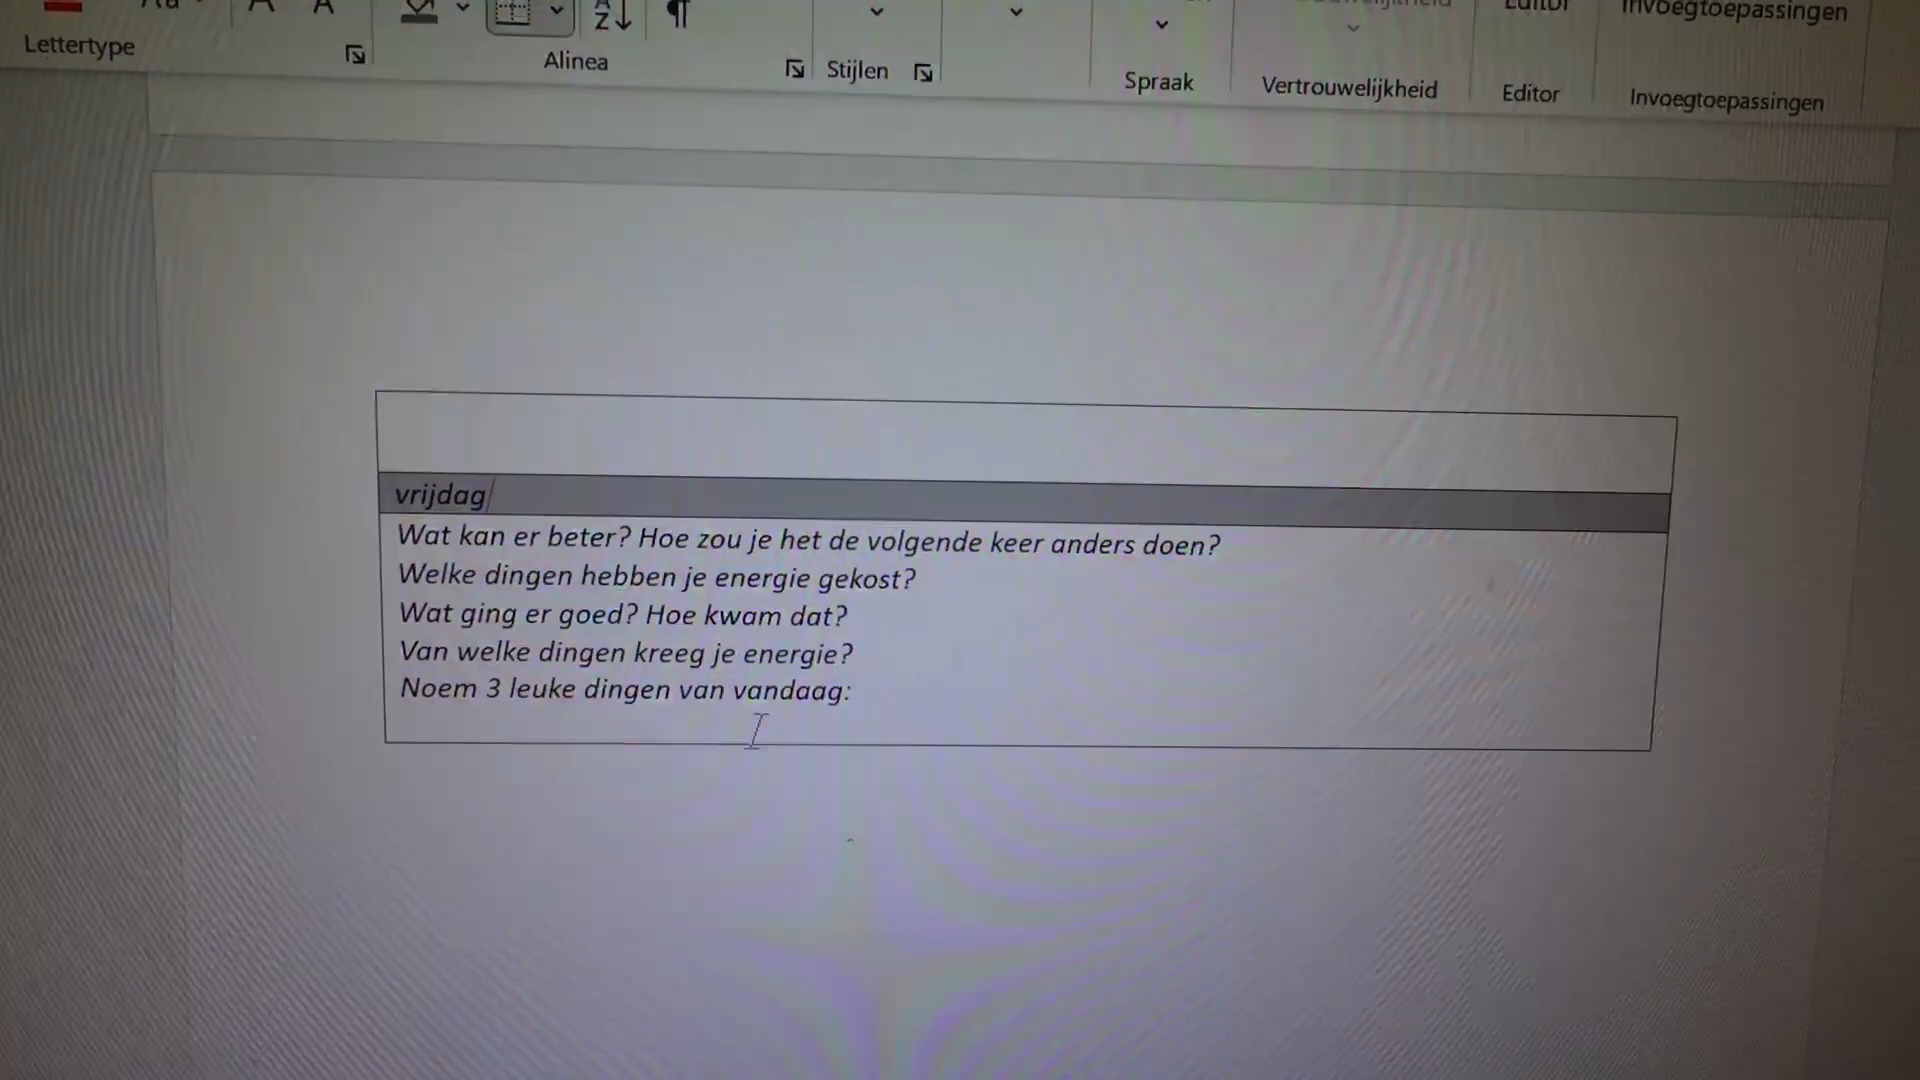 Lettertype
Alinea
Stijlen
Spraak
Vertrouwelijkheid
Editor
Editor
Invoegtoepassingen
Invoegtoepassingen
vrijdag
Wat kan er beter? Hoe zou je het de volgende keer anders doen?
Welke dingen hebben je energie gekost?
Wat ging er goed? Hoe kwam dat?
Van welke dingen kreeg je energie?
Noem 3 leuke dingen van vandaag: